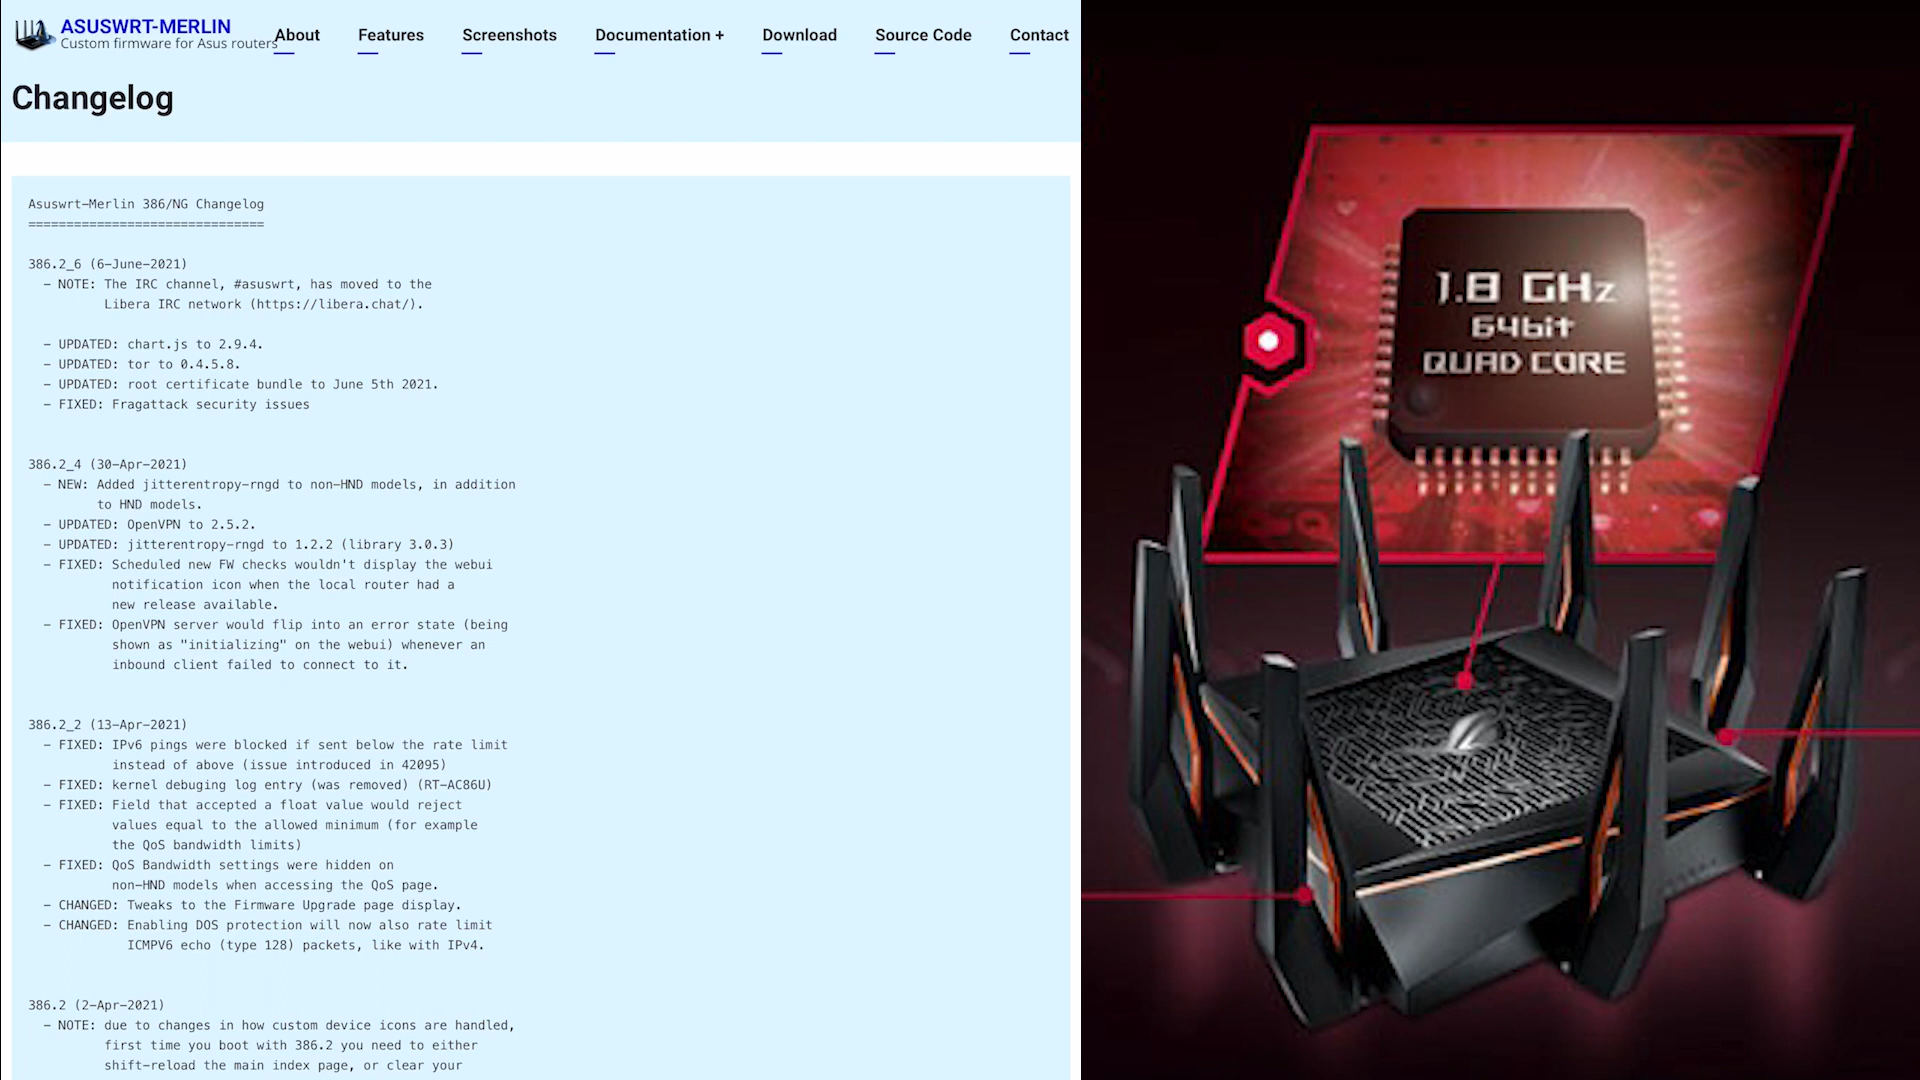 ASUSWRT-MERLIN
Custom firmware for Asus routers
About
Features
Screenshots
Documentation +
Download
Source Code
Contact
Changelog
Asuswrt-Merlin 386/NG Changelog
===============================
386.2_6 (6-June-2021)
- NOTE: The IRC channel, #asuswrt, has moved to the
Libera IRC network (https://libera.chat/).
- UPDATED: chart.js to 2.9.4.
- UPDATED: tor to 0.4.5.8.
- UPDATED: root certificate bundle to June 5th 2021.
- FIXED: Fragattack security issues
386.2_4 (30-Apr-2021)
- NEW: Added jitterentropy-rngd to non-HND models, in addition
to HND models.
- UPDATED: OpenVPN to 2.5.2.
- UPDATED: jitterentropy-rngd to 1.2.2 (library 3.0.3)
- FIXED: Scheduled new FW checks wouldn't display the webui
notification icon when the local router had a
new release available.
- FIXED: OpenVPN server would flip into an error state (being
shown as "initializing" on the webui) whenever an
inbound client failed to connect to it.
386.2_2 (13-Apr-2021)
- FIXED: IPv6 pings were blocked if sent below the rate limit
instead of above (issue introduced in 42095)
- FIXED: kernel debuging log entry (was removed) (RT-AC86U)
- FIXED: Field that accepted a float value would reject
values equal to the allowed minimum (for example
the QoS bandwidth limits)
- FIXED: QoS Bandwidth settings were hidden on
non-HND models when accessing the QoS page.
- CHANGED: Tweaks to the Firmware Upgrade page display.
- CHANGED: Enabling DOS protection will now also rate limit
ICMPV6 echo (type 128) packets, like with IPv4.
386.2 (2-Apr-2021)
- NOTE: due to changes in how custom device icons are handled,
first time you boot with 386.2 you need to either
shift-reload the main index page, or clear your
1.8 GHz
64bit
QUAD CORE